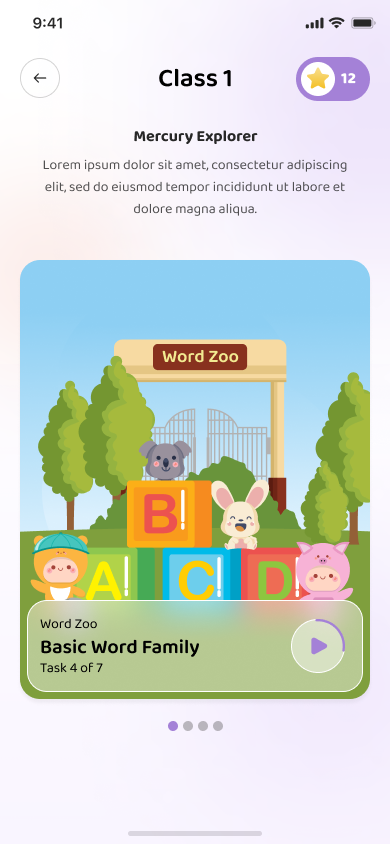 9:41
Class 1
12
Mercury Explorer
Lorem ipsum dolor sit amet, consectetur adipiscing
elit, sed do eiusmod tempor incididunt ut labore et
dolore magna aliqua.
Word Zoo
B
A C D
Word Zoo
Basic Word Family
Task 4 of 7